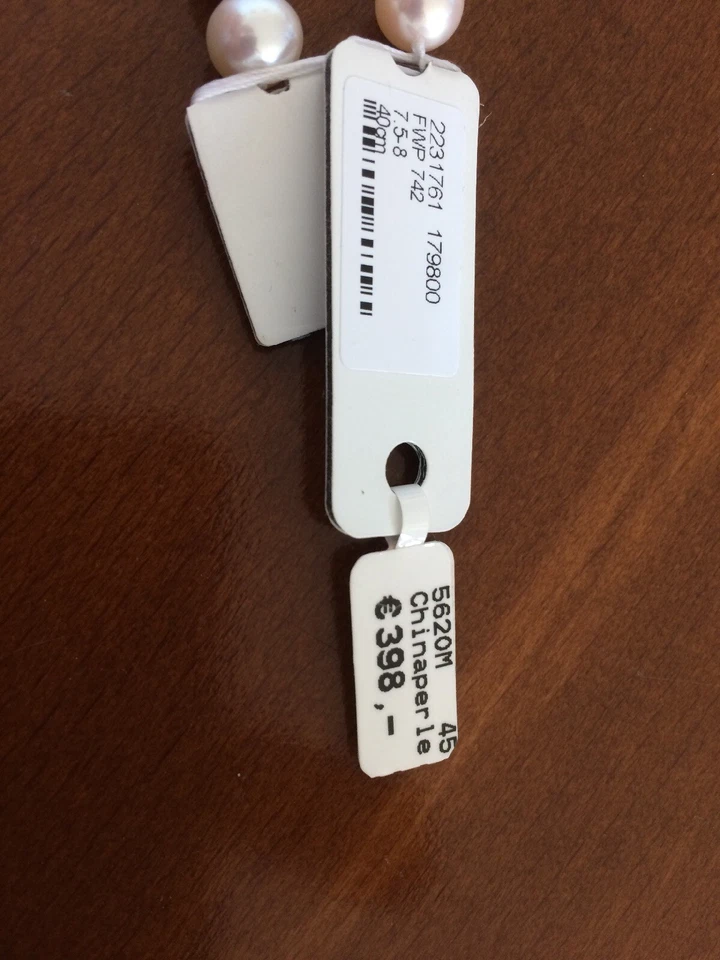 2231761 179800
FWP 742
7.5-8
40cm
5620M 45
Chinaperle
€ 398,-